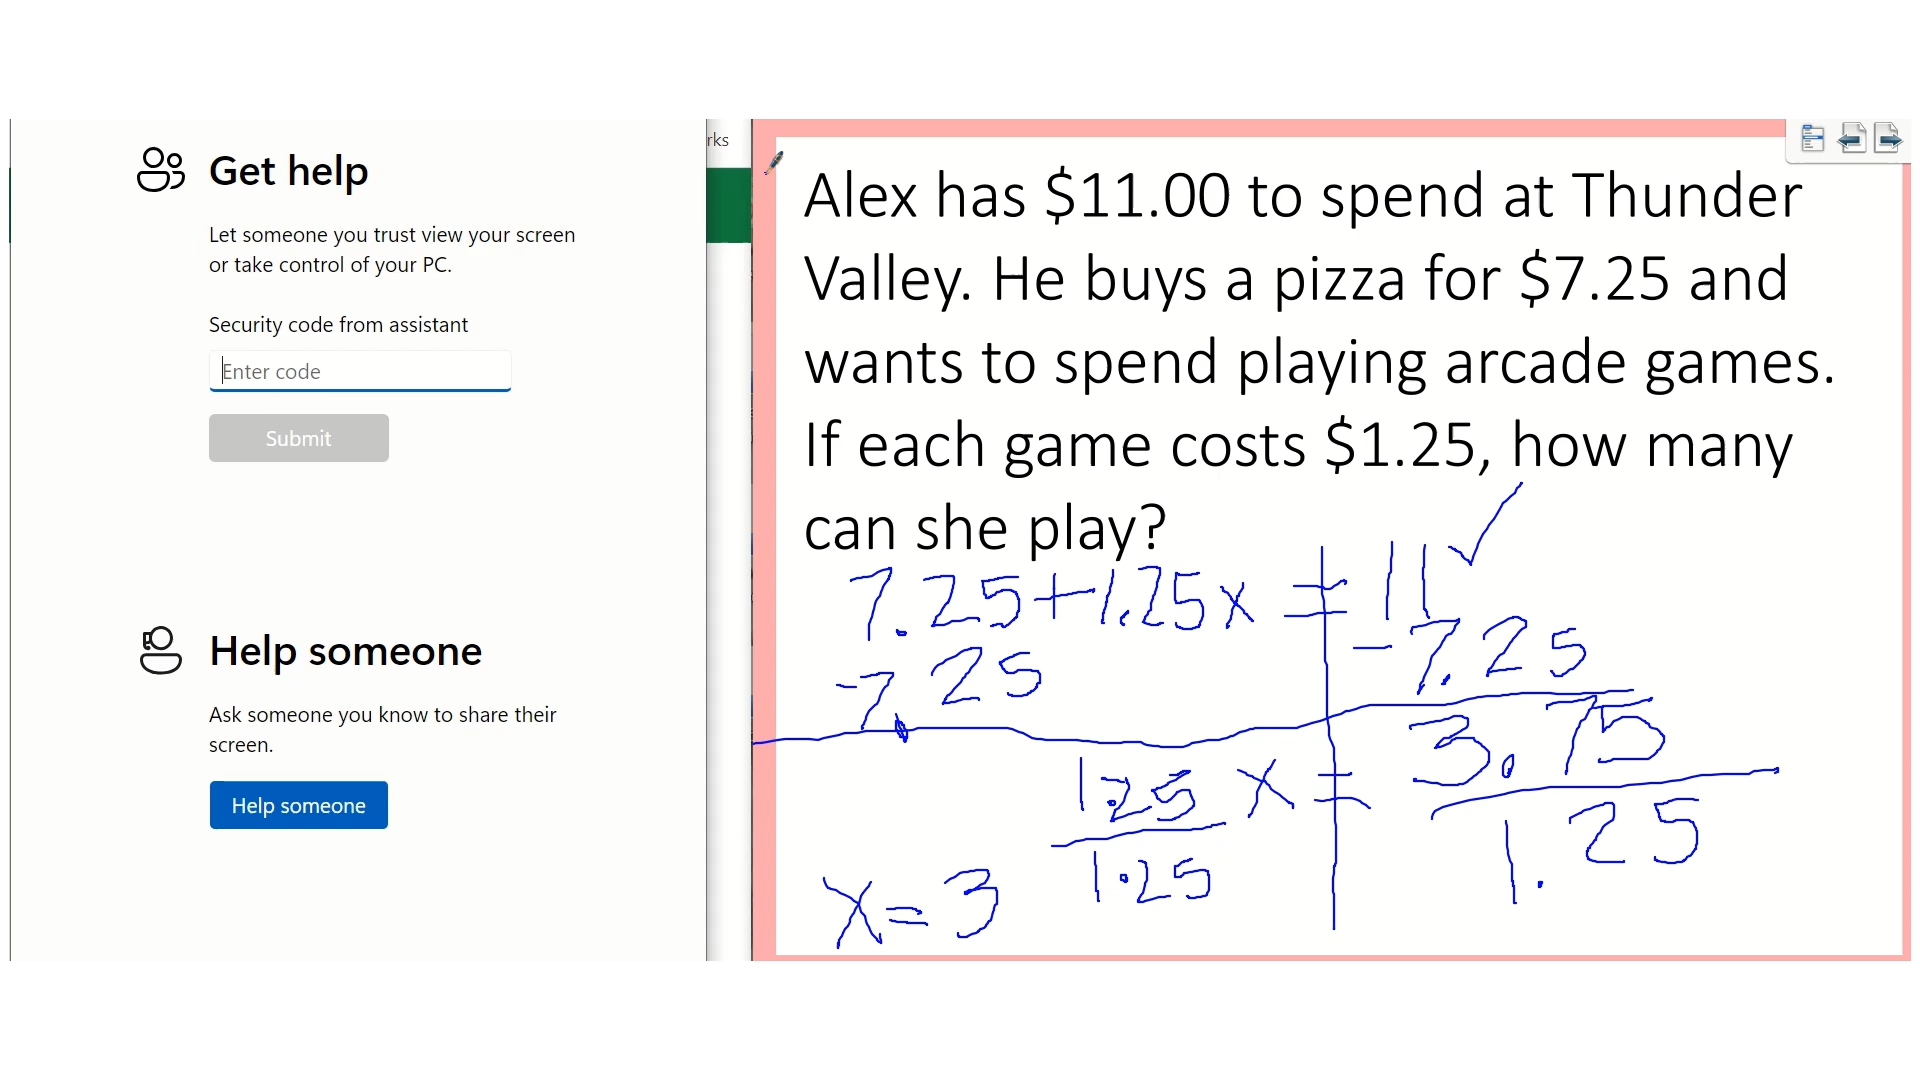 Get help
Let someone you trust view your screen
or take control of your PC.
Security code from assistant
Enter code
Submit
Help someone
Ask someone you know to share their
screen.
Help someone
rks
Alex has $11.00 to spend at Thunder
Valley. He buys a pizza for $7.25 and
wants to spend playing arcade games.
If each game costs $1.25, how many
can she play?
7.25+1.25x = 11
-7.25 -7.25
1.25 x = 3.75
1.25 1.25
x=3